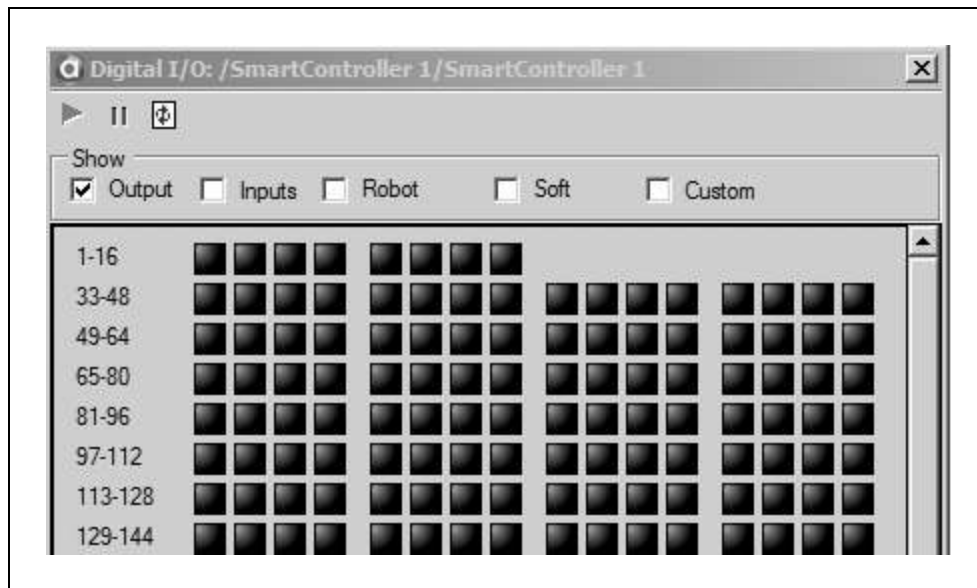 Digital I/O: /SmartController 1/SmartController 1
Show
Output Inputs Robot Soft Custom
1-16
33-48
49-64
65-80
81-96
97-112
113-128
129-144